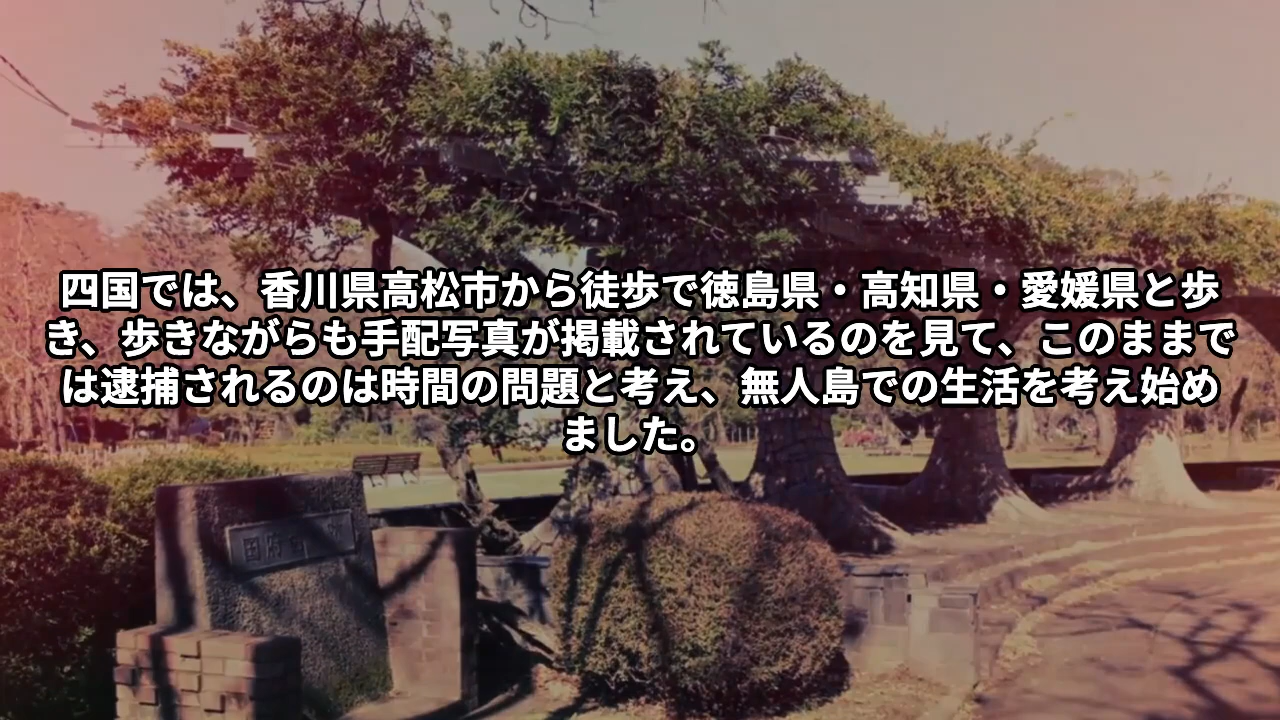 四国では、香川県高松市から徒歩で徳島県・高知県・愛媛県と歩
き、歩きながらも手配写真が掲載されているのを見て、このままで
は逮捕されるのは時間の問題と考え、無人島での生活を考え始め
ました。